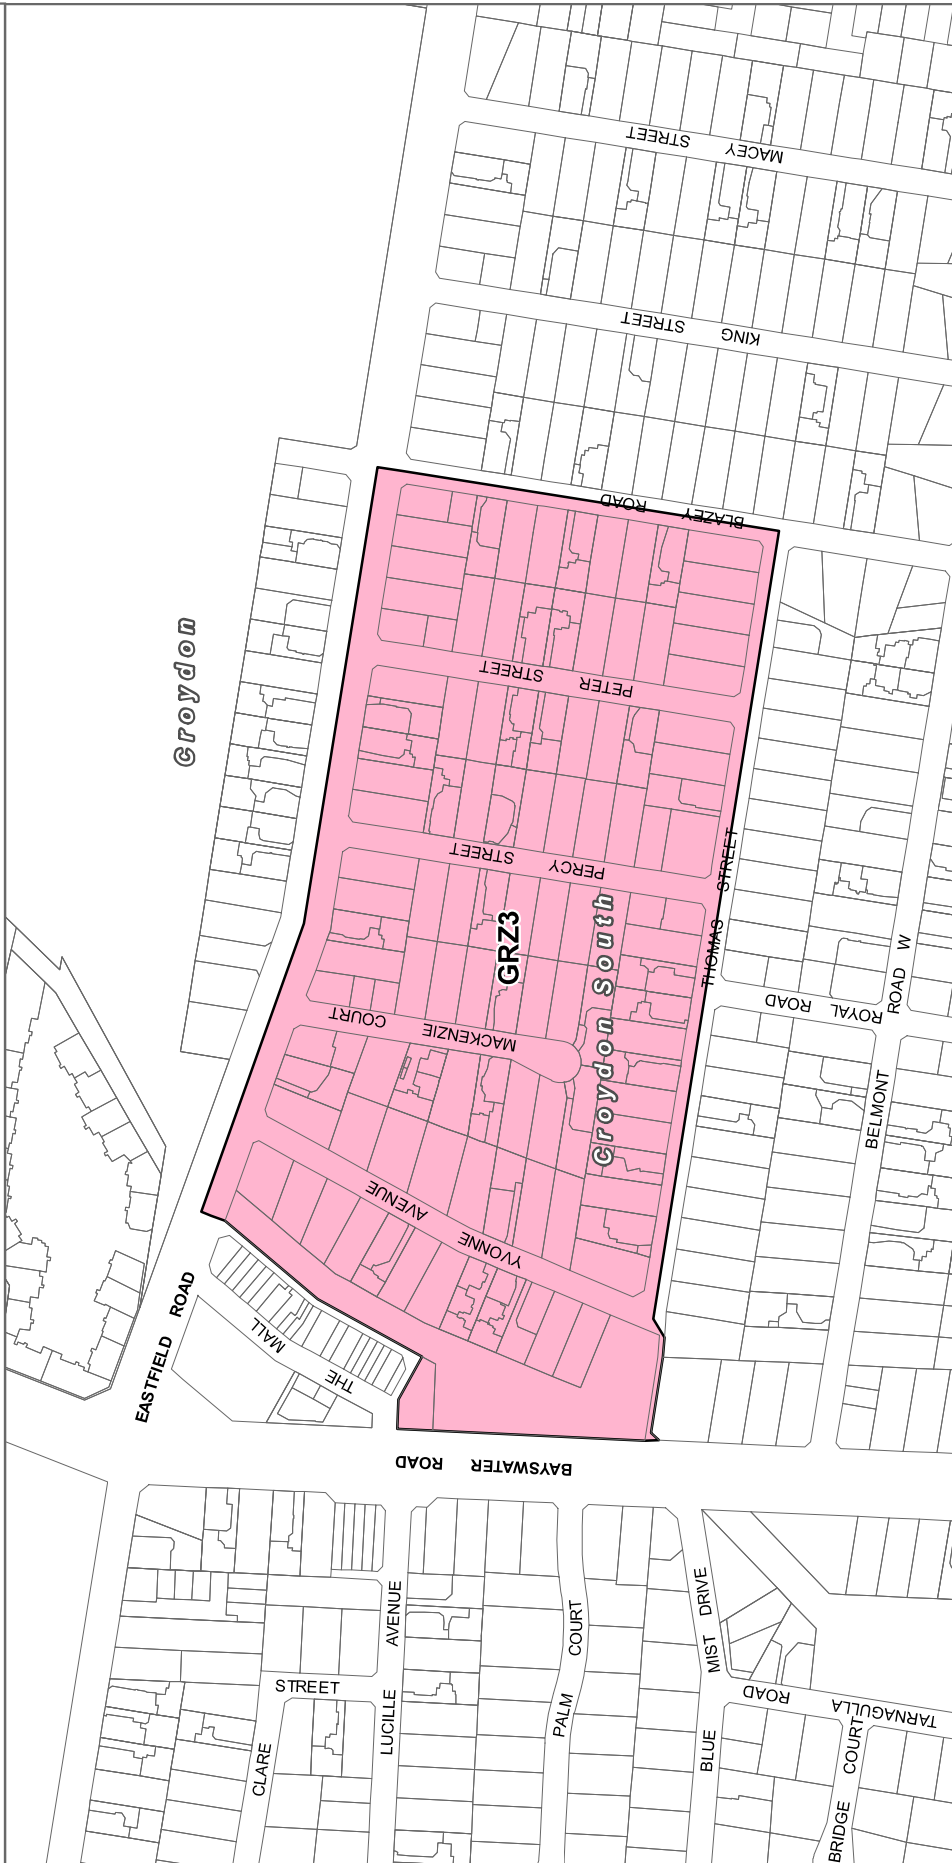 MACEY STREET
KING STREET
BLAZEY ROAD
Croydon
PETER STREET
PERCY STREET
THOMAS STREET
GRZ3
Croydon South
ROYAL ROAD
BELMONT ROAD W
MACKENZIE COURT
YVONNE AVENUE
EASTFIELD ROAD
THE MALL
BAYSWATER ROAD
LUCILLE AVENUE
PALM COURT
BLUE MIST DRIVE
CLARE STREET
TARNAGULLA ROAD
BRIDGE COURT